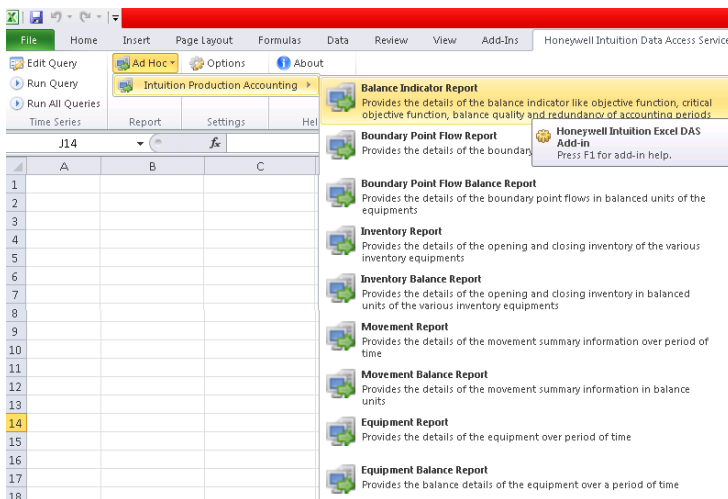 File Home Insert Page Layout Formulas Data Review View Add-Ins Honeywell Intuition Data Access Service
Edit Query
Run Query
Run All Queries
Time Series
Ad Hoc
Report
Options
Settings
About
Hel
Intuition Production Accounting
J14
fx
A B C
1
2
3
4
5
6
7
8
9
10
11
12
13
14
15
16
17
18
Balance Indicator Report
Provides the details of the balance indicator like objective function, critical
objective function, balance quality and redundancy of accounting periods
Boundary Point Flow Report
Provides the details of the boundary
Honeywell Intuition Excel DAS
Add-in
Press F1 for add-in help.
Boundary Point Flow Balance Report
Provides the details of the boundary point flows in balanced units of the
equipments
Inventory Report
Provides the details of the opening and closing inventory of the various
inventory equipments
Inventory Balance Report
Provides the details of the opening and closing inventory in balanced
units of the various inventory equipments
Movement Report
Provides the details of the movement summary information over period of
time
Movement Balance Report
Provides the details of the movement summary information in balance
units
Equipment Report
Provides the details of the equipment over period of time
Equipment Balance Report
Provides the balance details of the equipment over a period of time